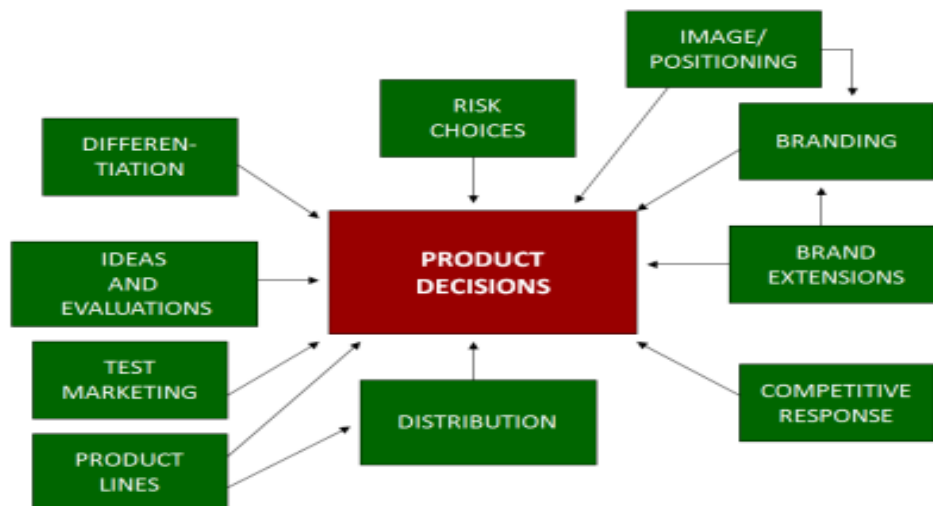 IMAGE/
POSITIONING
RISK
CHOICES
DIFFEREN-
TIATION
BRANDING
IDEAS
AND
EVALUATIONS
PRODUCT
DECISIONS
BRAND
EXTENSIONS
TEST
MARKETING
DISTRIBUTION
COMPETITIVE
RESPONSE
PRODUCT
LINES